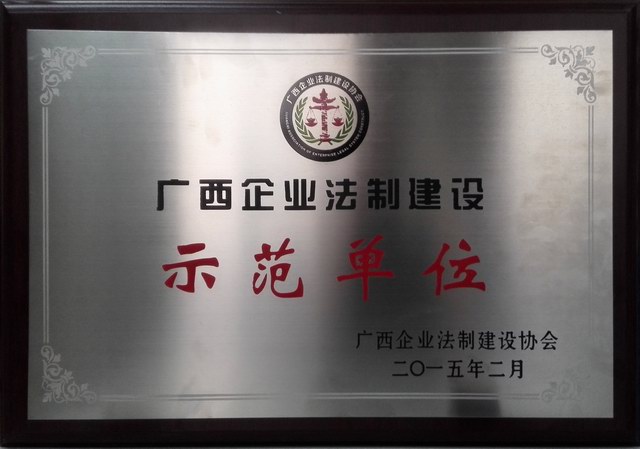 广西企业法制建设协会
广西企业法制建设
示范单位
广西企业法制建设协会
二〇一五年二月